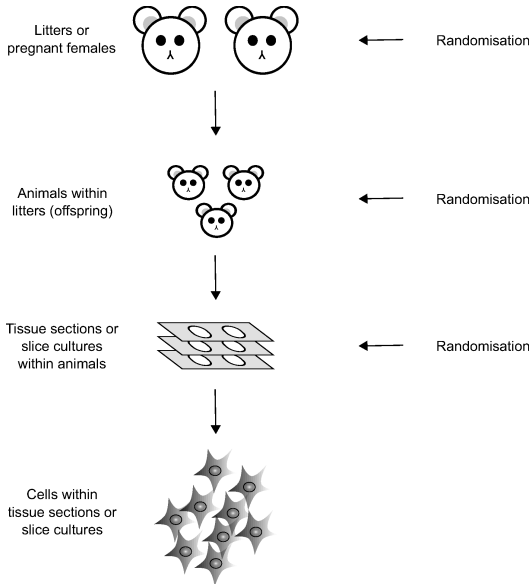 Litters or
pregnant females
Randomisation
Animals within
litters (offspring)
Randomisation
Tissue sections or
slice cultures
within animals
Randomisation
Cells within
tissue sections or
slice cultures